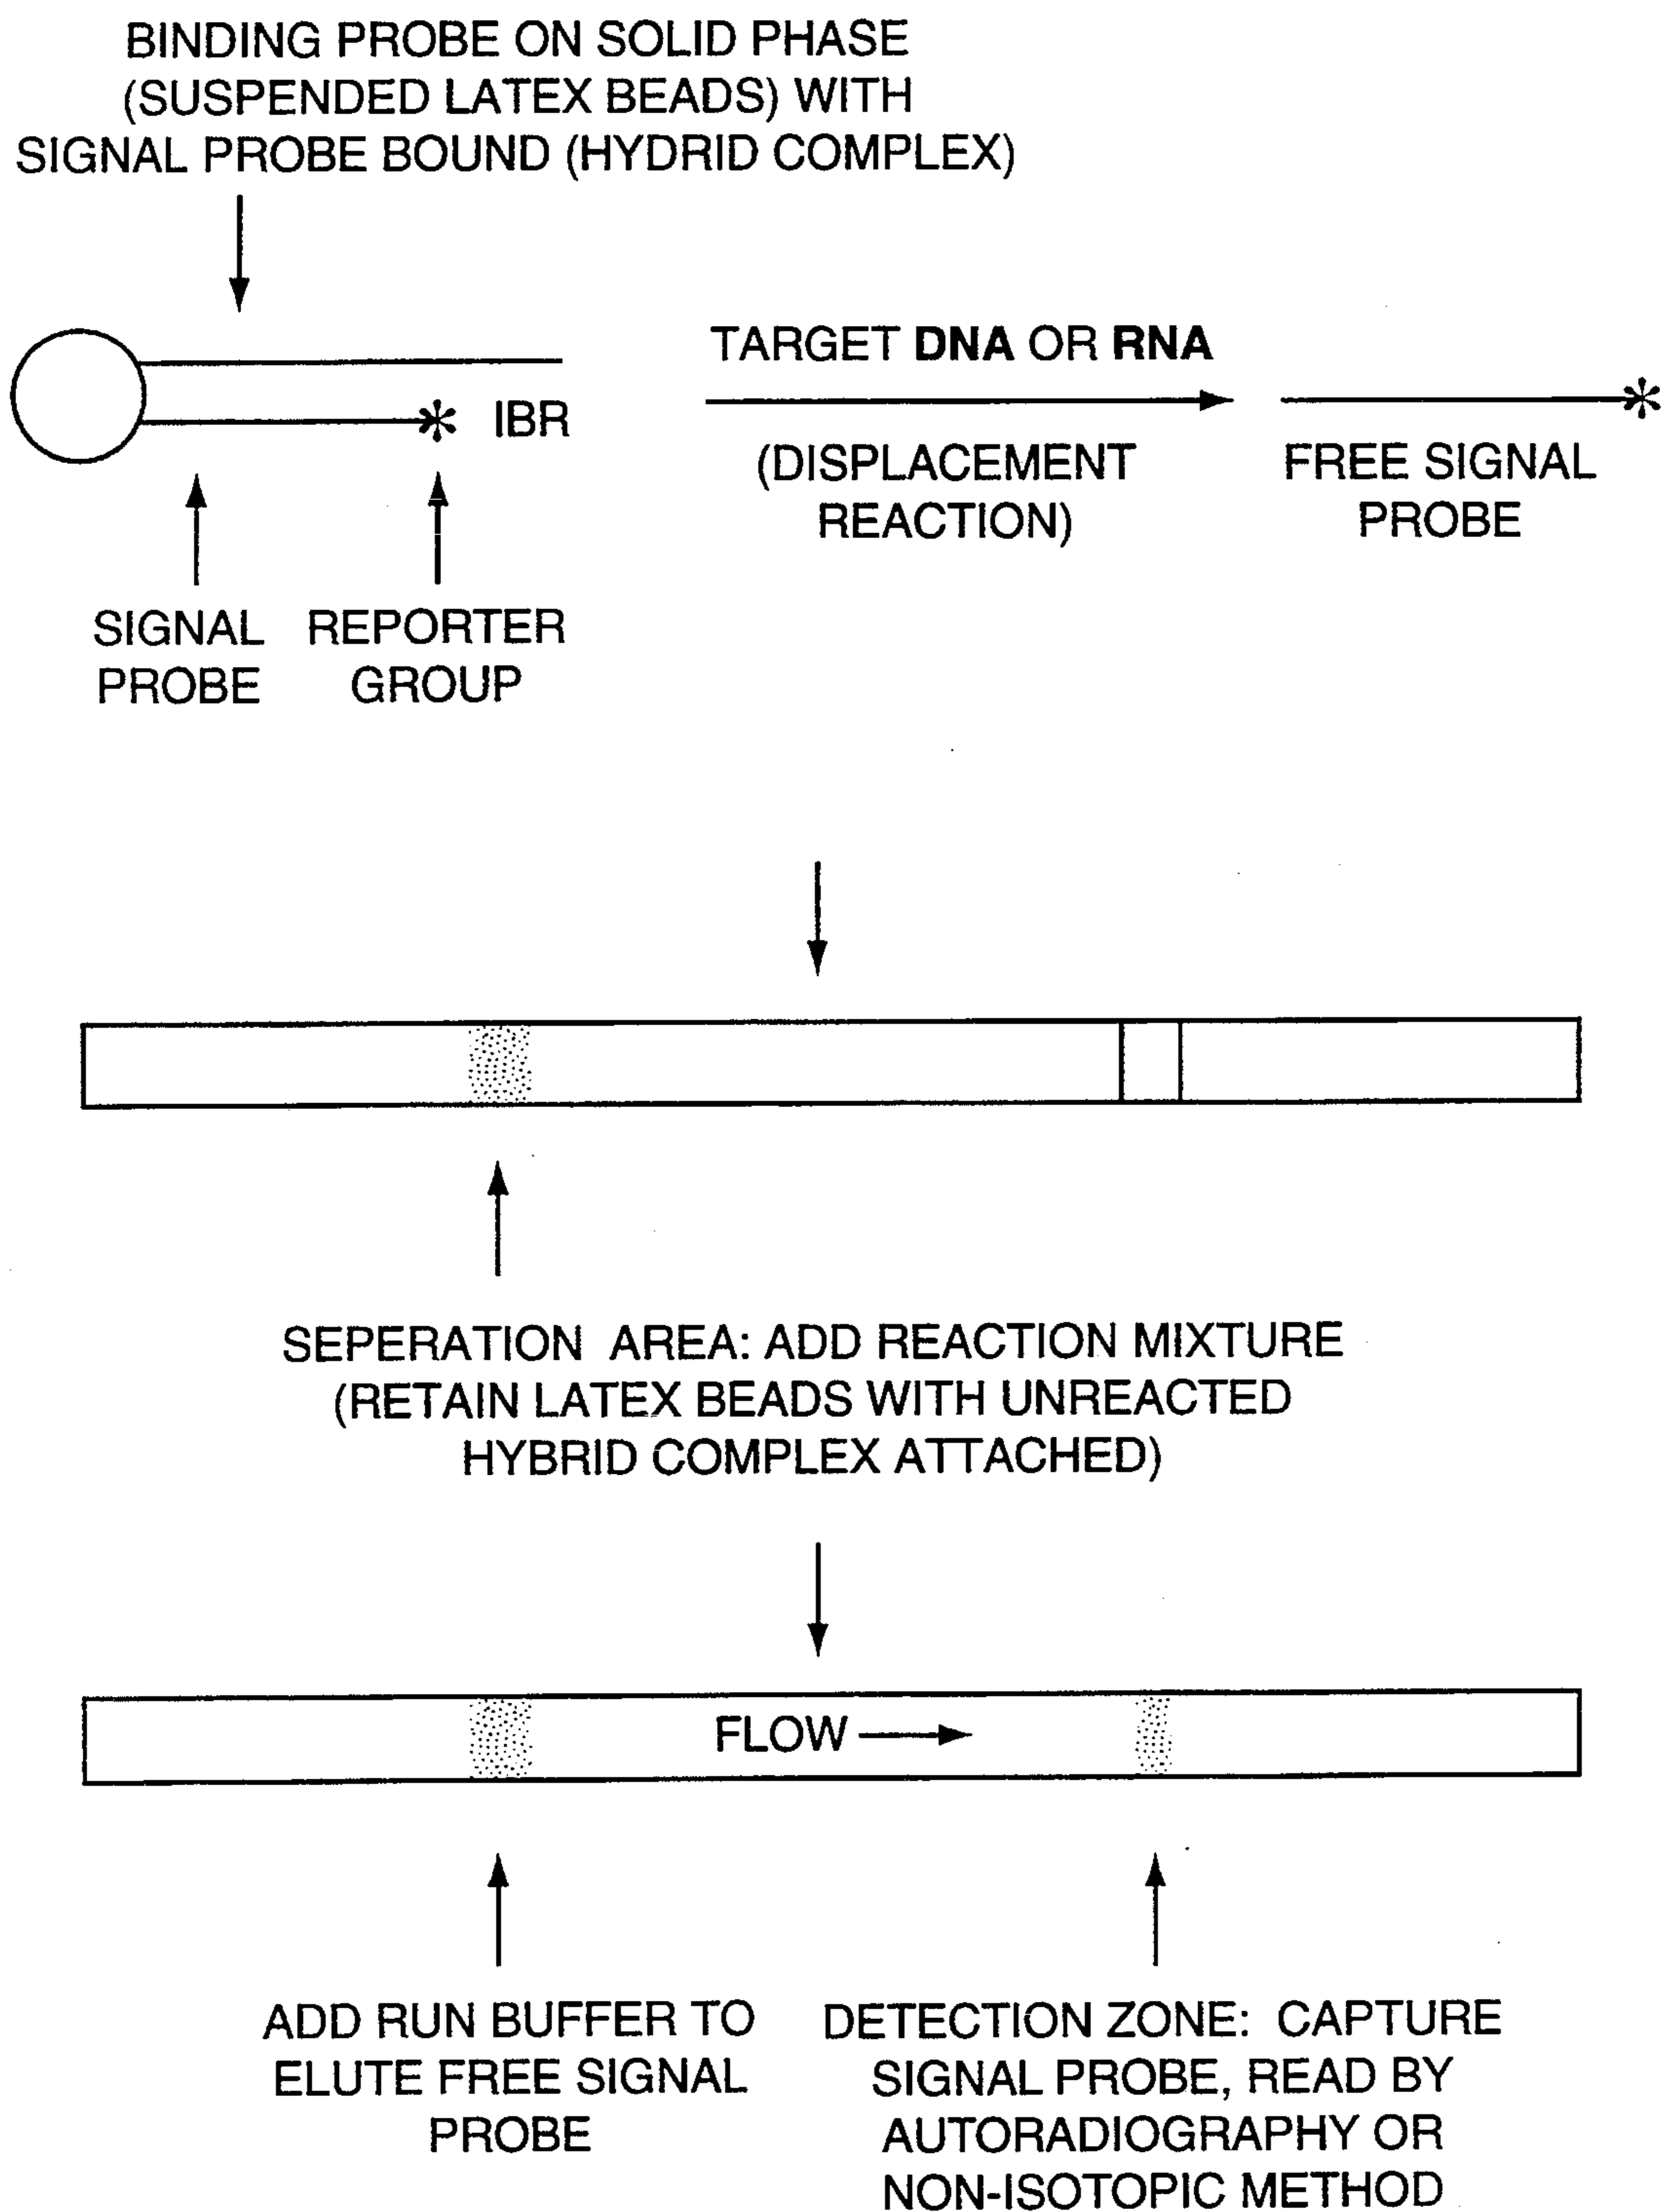 BINDING PROBE ON SOLID PHASE
(SUSPENDED LATEX BEADS) WITH
SIGNAL PROBE BOUND (HYDRID COMPLEX)
TARGET DNA OR RNA
IBR
(DISPLACEMENT
REACTION)
FREE SIGNAL
PROBE
SIGNAL
PROBE
REPORTER
GROUP
SEPERATION AREA: ADD REACTION MIXTURE
(RETAIN LATEX BEADS WITH UNREACTED
HYBRID COMPLEX ATTACHED)
FLOW
ADD RUN BUFFER TO
ELUTE FREE SIGNAL
PROBE
DETECTION ZONE: CAPTURE
SIGNAL PROBE, READ BY
AUTORADIOGRAPHY OR
NON-ISOTOPIC METHOD